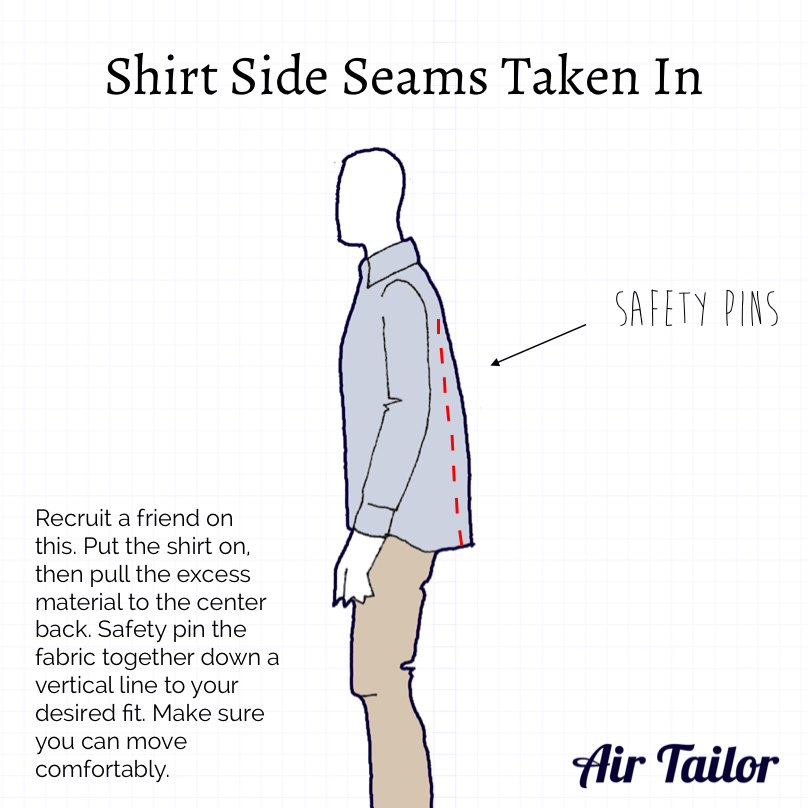 Shirt Side Seams Taken In
SAFETY PINS
Recruit a friend on
this. Put the shirt on,
then pull the excess
material to the center
back. Safety pin the
fabric together down a
vertical line to your
desired fit. Make sure
you can move
comfortably.
Air Tailor